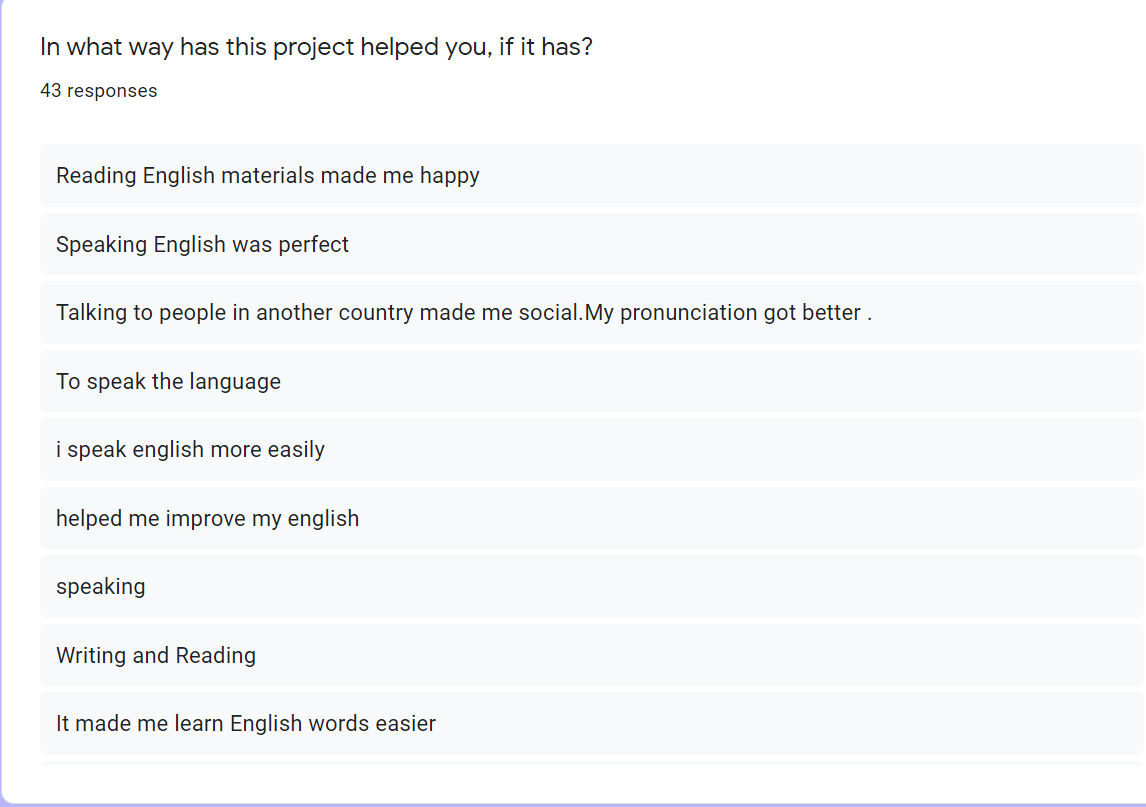 In what way has this project helped you, if it has?
43 responses
Reading English materials made me happy
Speaking English was perfect
Talking to people in another country made me social.My pronunciation got better .
To speak the language
i speak english more easily
helped me improve my english
speaking
Writing and Reading
It made me learn English words easier